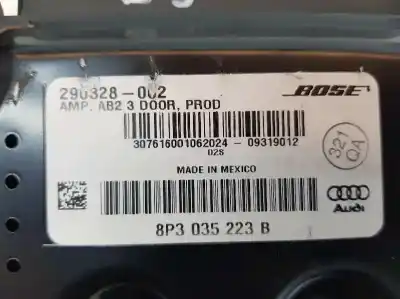 290328-002
BOSE
AMP, AB2 3 DOOR, PROD
307616001062024 - 09319012
028
321
QA
MADE IN MEXICO
Audi
8P3 035 223 B